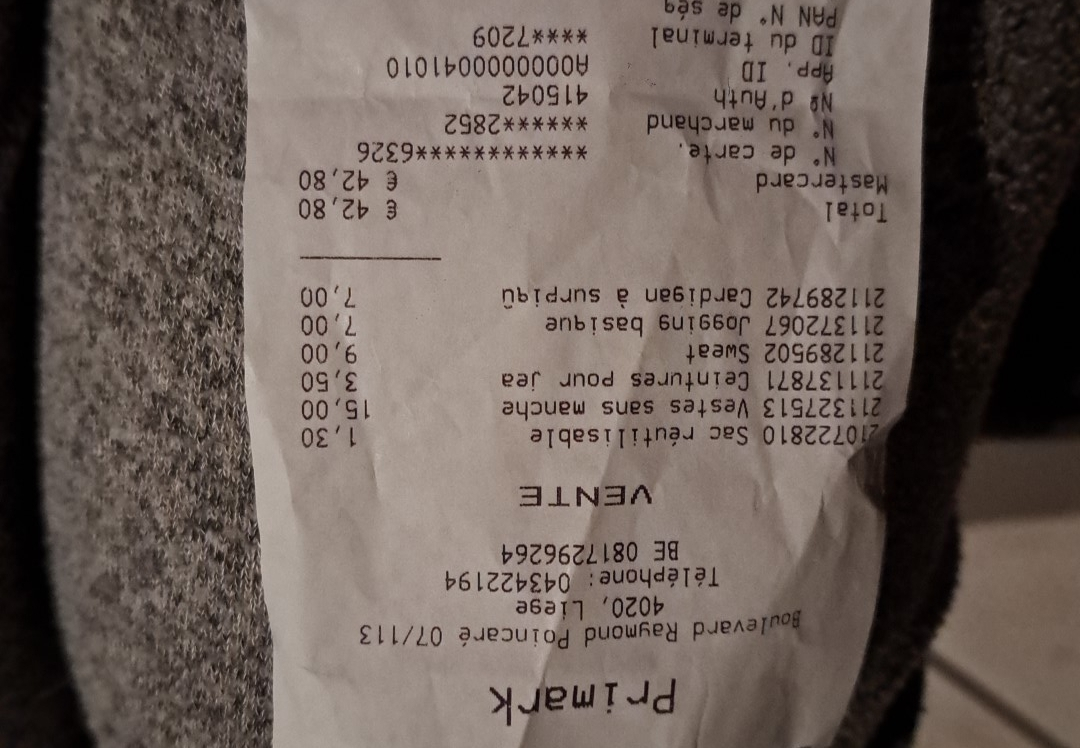 Primark
Boulevard Raymond Poincaré 07/113
4020, Liege
Téléphone: 043422194
BE 0817296264
VENTE
210722810 Sac réutilisable 1,30
211327513 Vestes sans manche 15,00
211137871 Ceintures pour jea 3,50
211289502 Sweat 9,00
211372067 Jogging basique 7,00
211289742 Cardigan à surpiqû 7,00
Total € 42,80
Mastercard € 42,80
N° de carte. *************6326
N° du marchand ******2852
Nº d'Auth 415042
App. ID A0000000041010
ID du terminal ****7209
PAN N° de séq